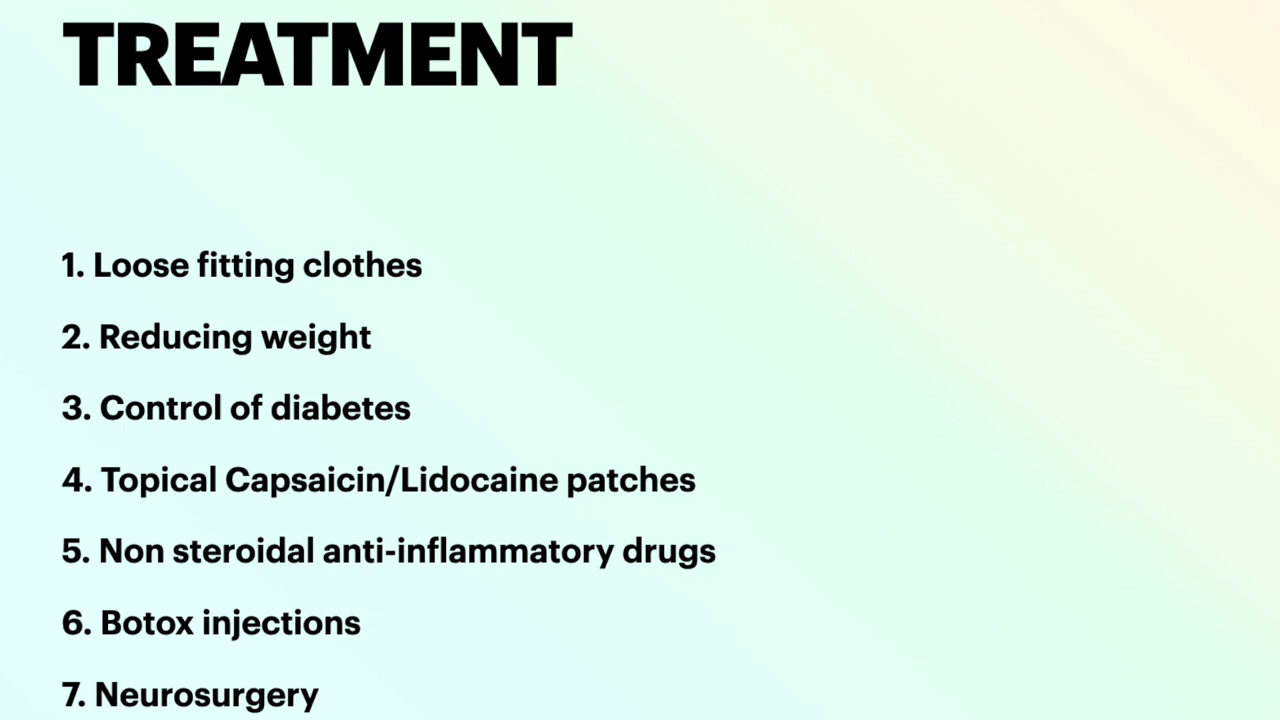 TREATMENT
1. Loose fitting clothes
2. Reducing weight
3. Control of diabetes
4. Topical Capsaicin/Lidocaine patches
5. Non steroidal anti-inflammatory drugs
6. Botox injections
7. Neurosurgery